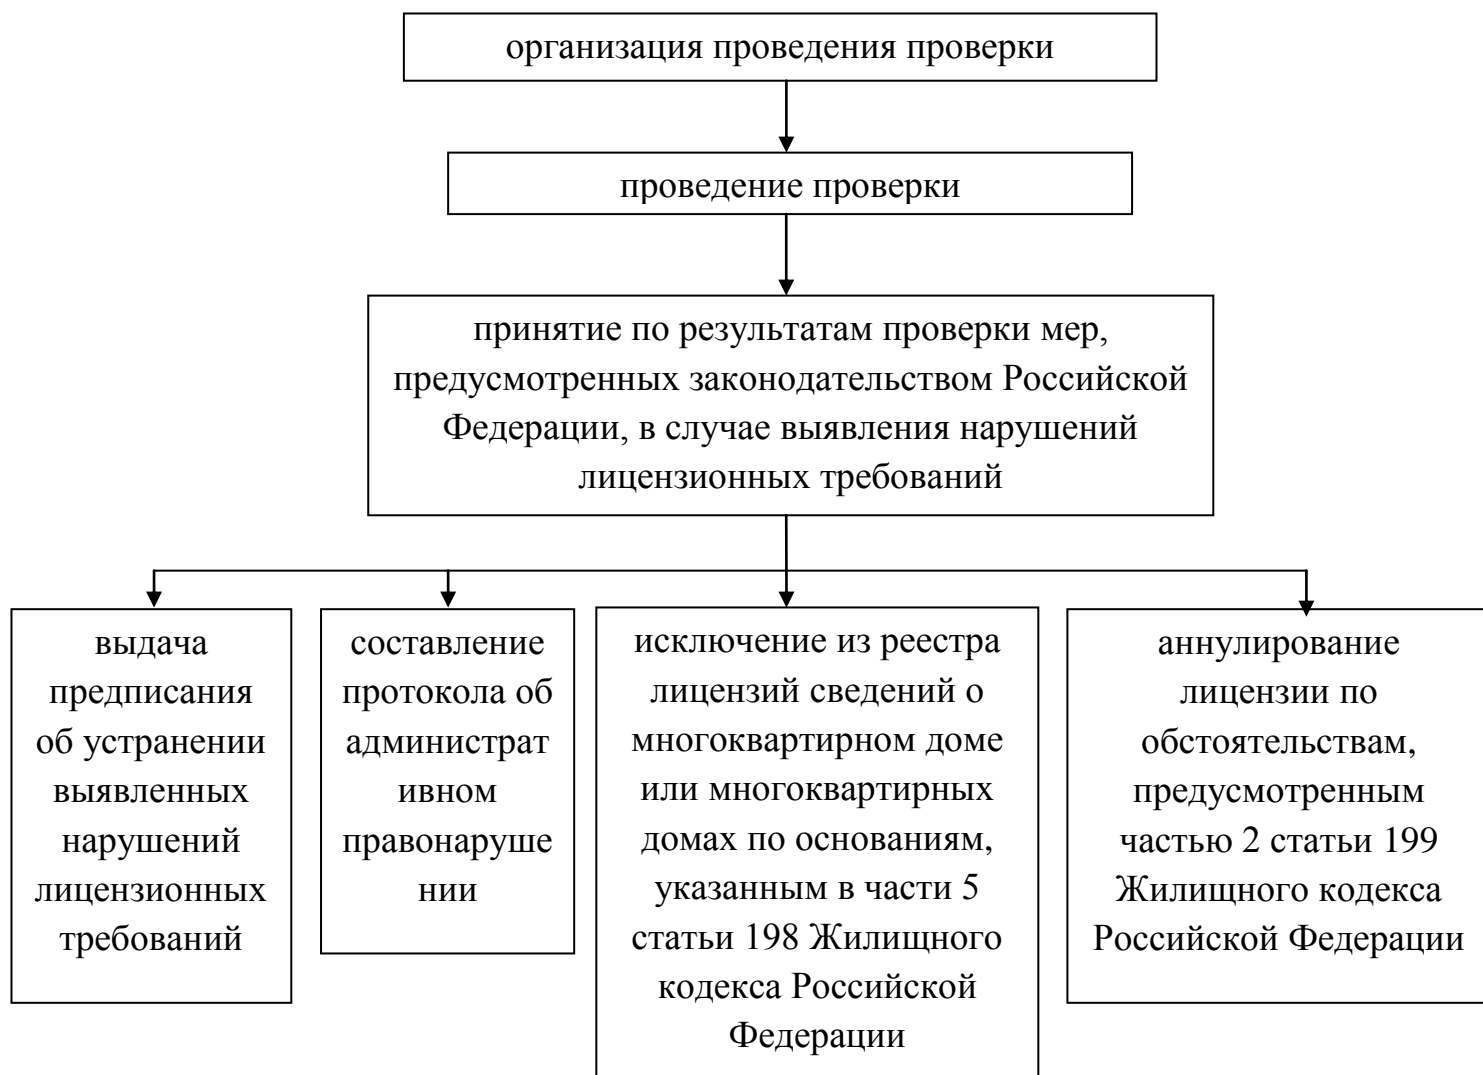 организация проведения проверки
проведение проверки
принятие по результатам проверки мер,
предусмотренных законодательством Российской
Федерации, в случае выявления нарушений
лицензионных требований
выдача
предписания
об устранении
выявленных
нарушений
лицензионных
требований
составление
протокола об
администрат
ивном
правонаруше
нии
исключение из реестра
лицензий сведений о
многоквартирном доме
или многоквартирных
домах по основаниям,
указанным в части 5
статьи 198 Жилищного
кодекса Российской
Федерации
аннулирование
лицензии по
обстоятельствам,
предусмотренным
частью 2 статьи 199
Жилищного кодекса
Российской Федерации